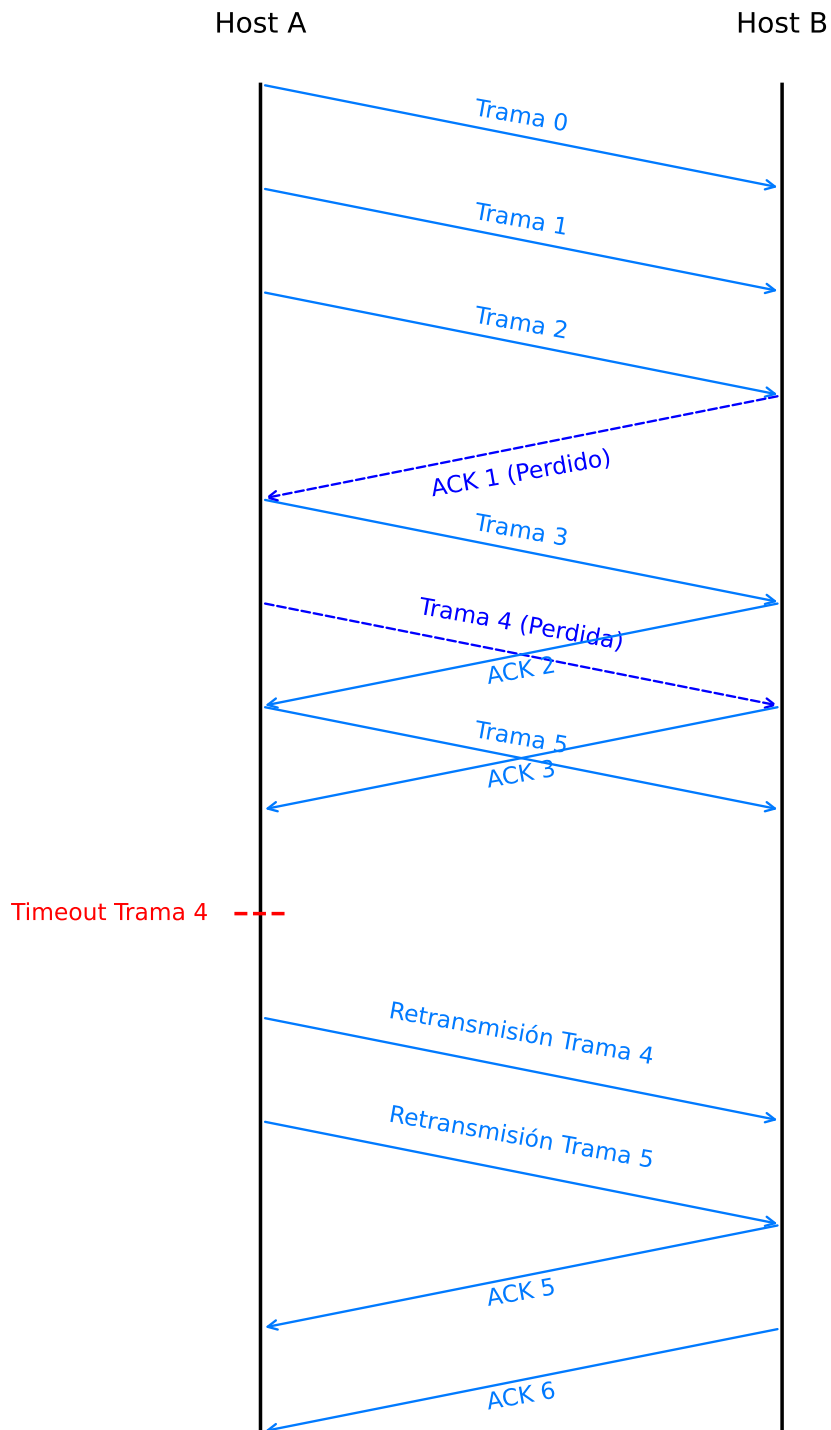 Host A
Host B
Trama 0
Trama 1
Trama 2
ACK 1 (Perdido)
Trama 3
Trama 4 (Perdida)
ACK 2
Trama 5
ACK 3
Timeout Trama 4
Retransmisión Trama 4
Retransmisión Trama 5
ACK 5
ACK 6